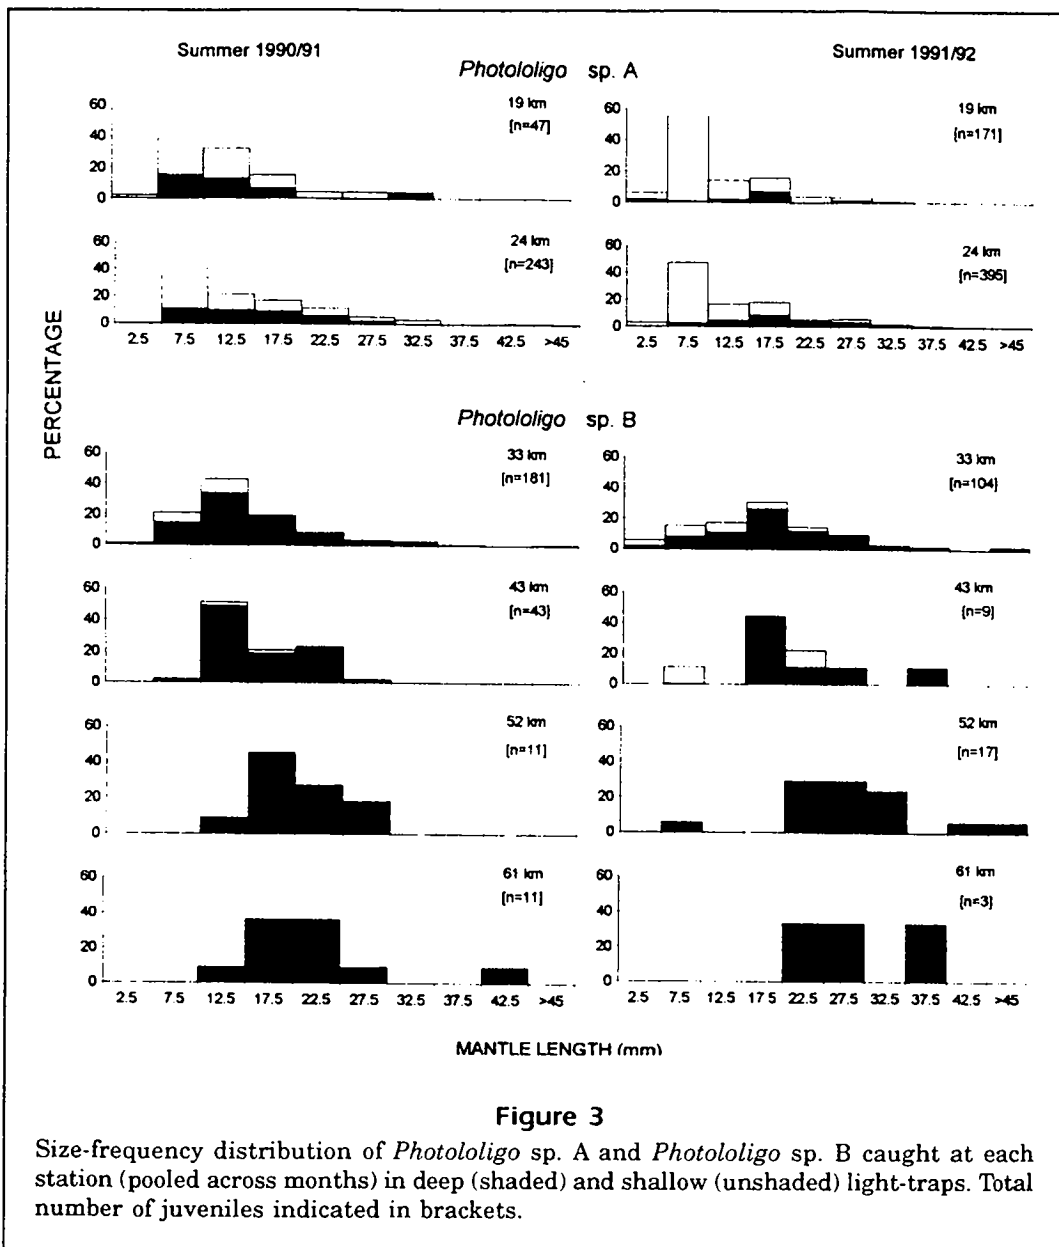 Summer 1990/91
Summer 1991/92
Photololigo sp. A
60
40
20
0
19 km
[n=47]
60
40
20
0
19 km
[n=171]
60
40
20
0
24 km
[n=243]
60
40
20
0
24 km
[n=395]
2.5 7.5 12.5 17.5 22.5 27.5 32.5 37.5 42.5 >45
2.5 7.5 12.5 17.5 22.5 27.5 32.5 37.5 42.5 >45
PERCENTAGE
Photololigo sp. B
60
40
20
0
33 km
[n=181]
60
40
20
0
33 km
[n=104]
60
40
20
0
43 km
[n=43]
60
40
20
0
43 km
[n=9]
60
40
20
0
52 km
[n=11]
60
40
20
0
52 km
[n=17]
60
40
20
0
61 km
[n=11]
60
40
20
0
61 km
[n=3]
2.5 7.5 12.5 17.5 22.5 27.5 32.5 37.5 42.5 >45
2.5 7.5 12.5 17.5 22.5 27.5 32.5 37.5 42.5 >45
MANTLE LENGTH (mm)
Figure 3
Size-frequency distribution of Photololigo sp. A and Photololigo sp. B caught at each
station (pooled across months) in deep (shaded) and shallow (unshaded) light-traps. Total
number of juveniles indicated in brackets.